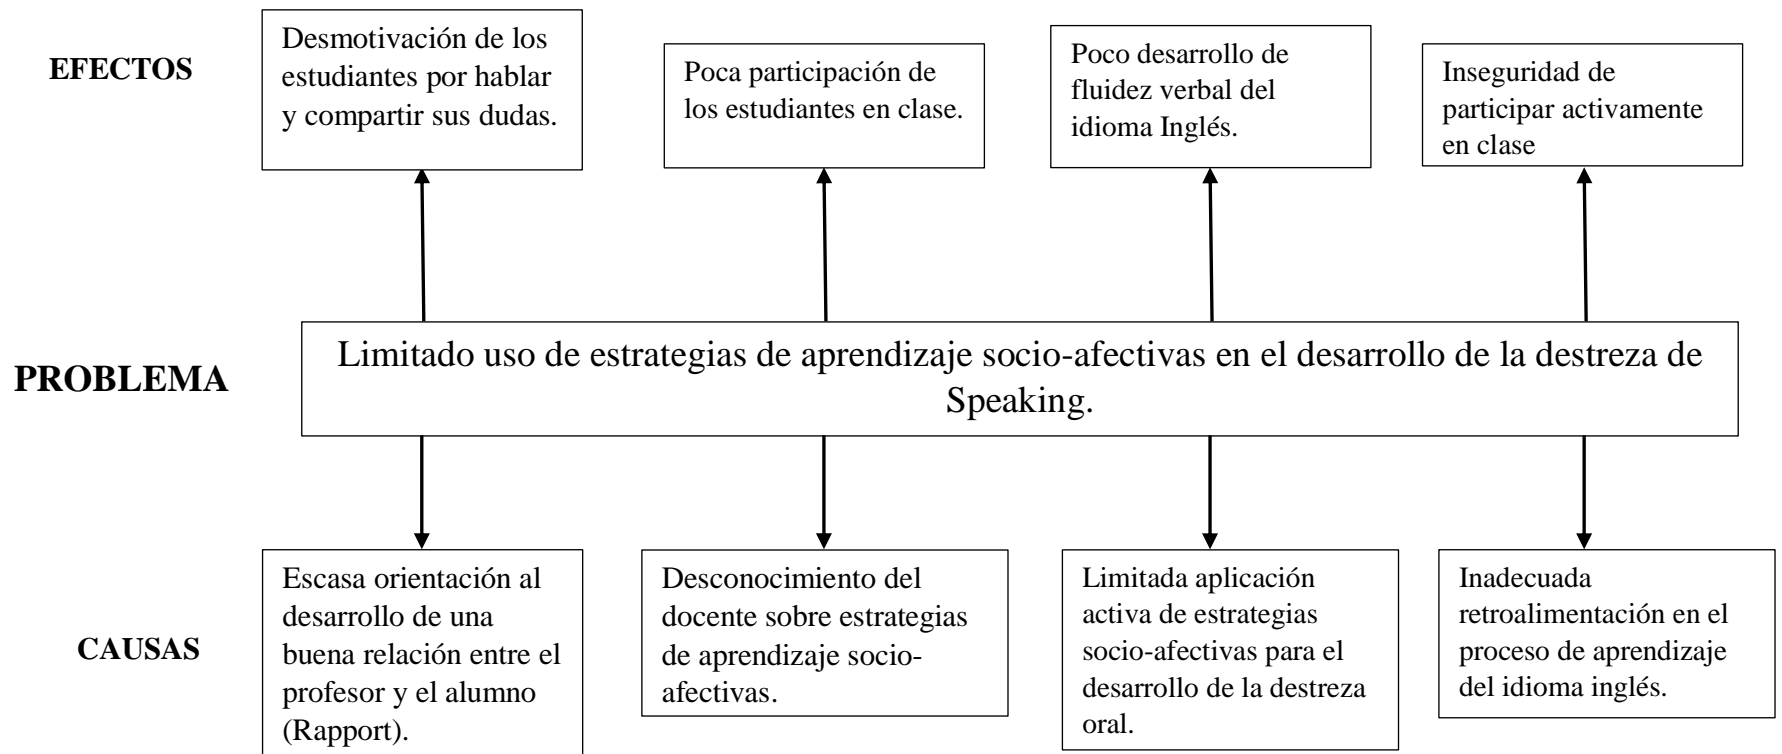 EFECTOS
Desmotivación de los
estudiantes por hablar
y compartir sus dudas.
Poca participación de
los estudiantes en clase.
Poco desarrollo de
fluidez verbal del
idioma Inglés.
Inseguridad de
participar activamente
en clase
PROBLEMA
Limitado uso de estrategias de aprendizaje socio-afectivas en el desarrollo de la destreza de
Speaking.
CAUSAS
Escasa orientación al
desarrollo de una
buena relación entre el
profesor y el alumno
(Rapport).
Desconocimiento del
docente sobre estrategias
de aprendizaje socio-
afectivas.
Limitada aplicación
activa de estrategias
socio-afectivas para el
desarrollo de la destreza
oral.
Inadecuada
retroalimentación en el
proceso de aprendizaje
del idioma inglés.